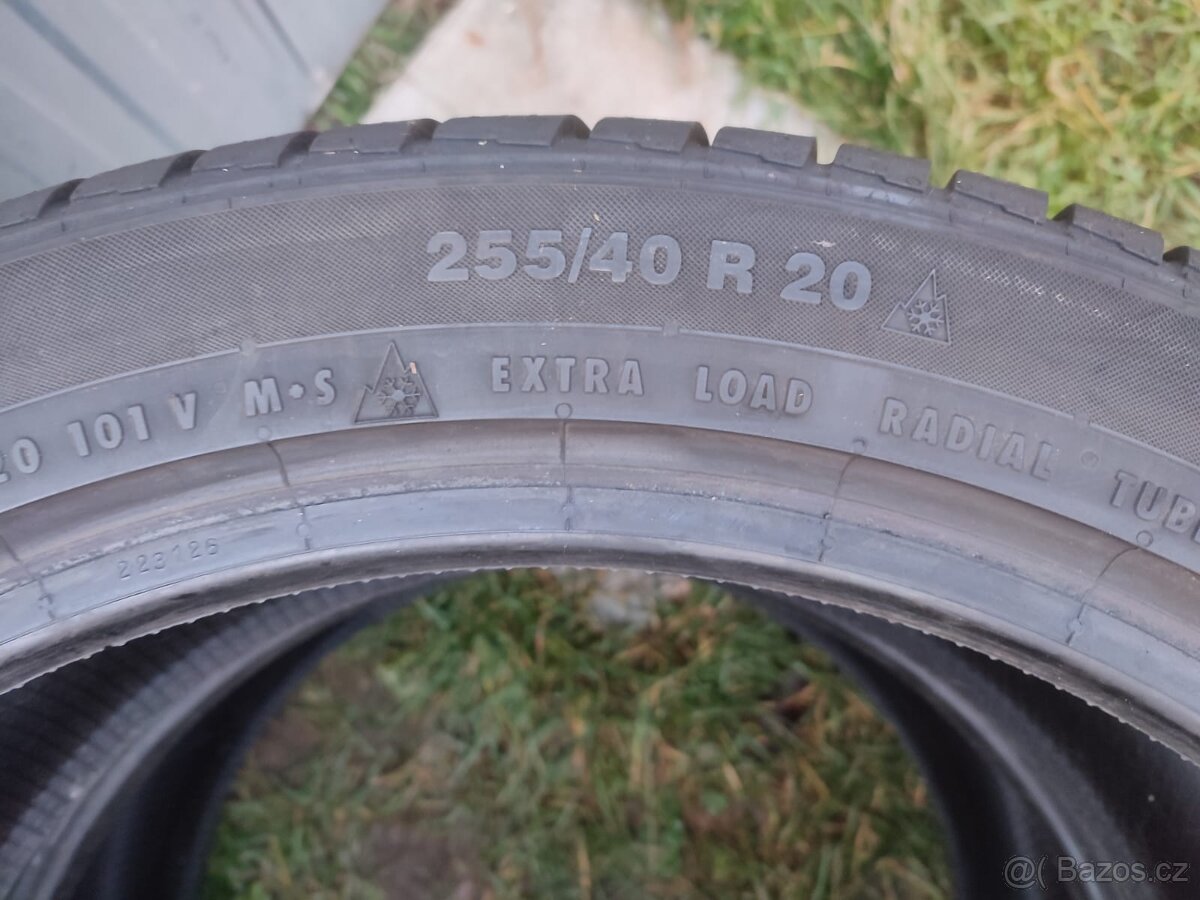 255/40 R 20
20 101 V M•S EXTRA LOAD RADIAL TUB
223126
@( Bazos.cz